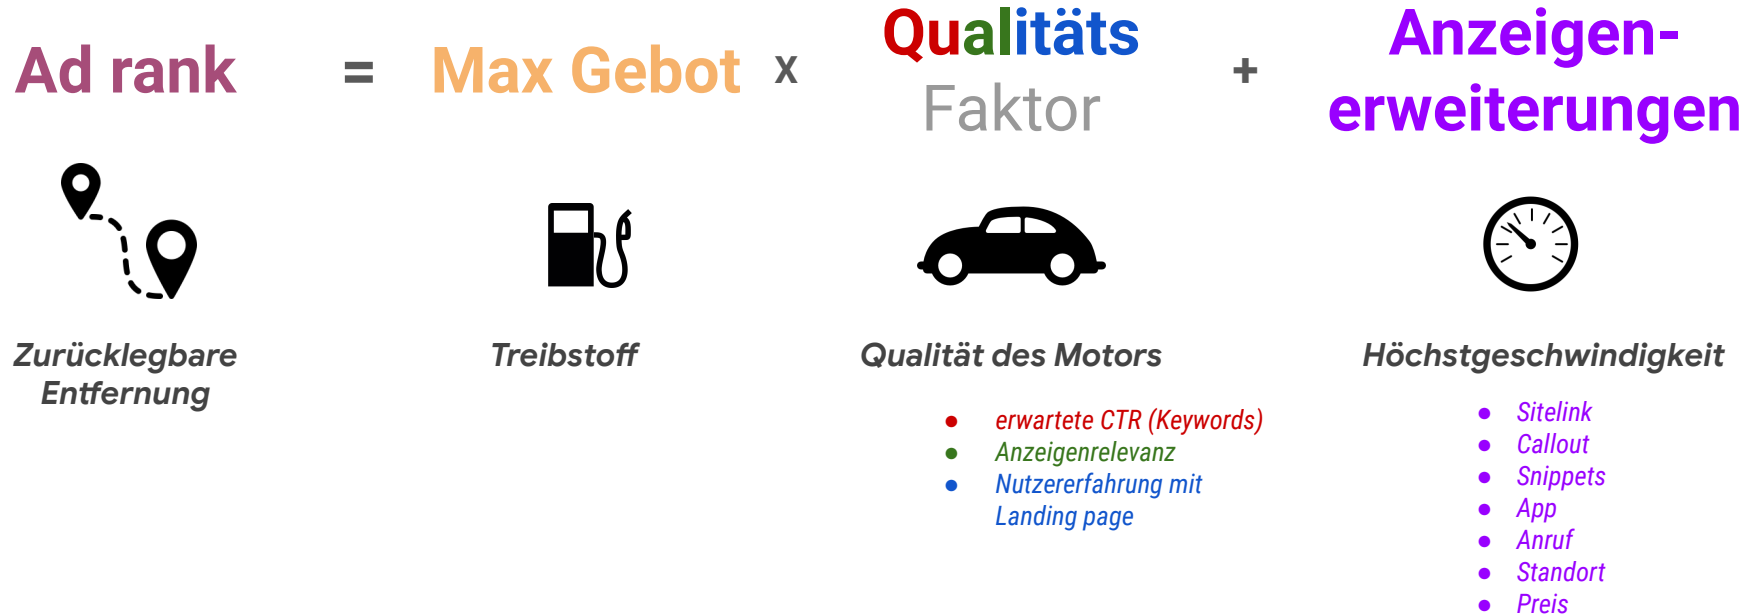 Ad rank = Max Gebot x Qualitäts Faktor + Anzeigen-
erweiterungen
Zurücklegbare
Entfernung
Treibstoff
Qualität des Motors
erwartete CTR (Keywords)
Anzeigenrelevanz
Nutzererfahrung mit
Landing page
Höchstgeschwindigkeit
Sitelink
Callout
Snippets
App
Anruf
Standort
Preis